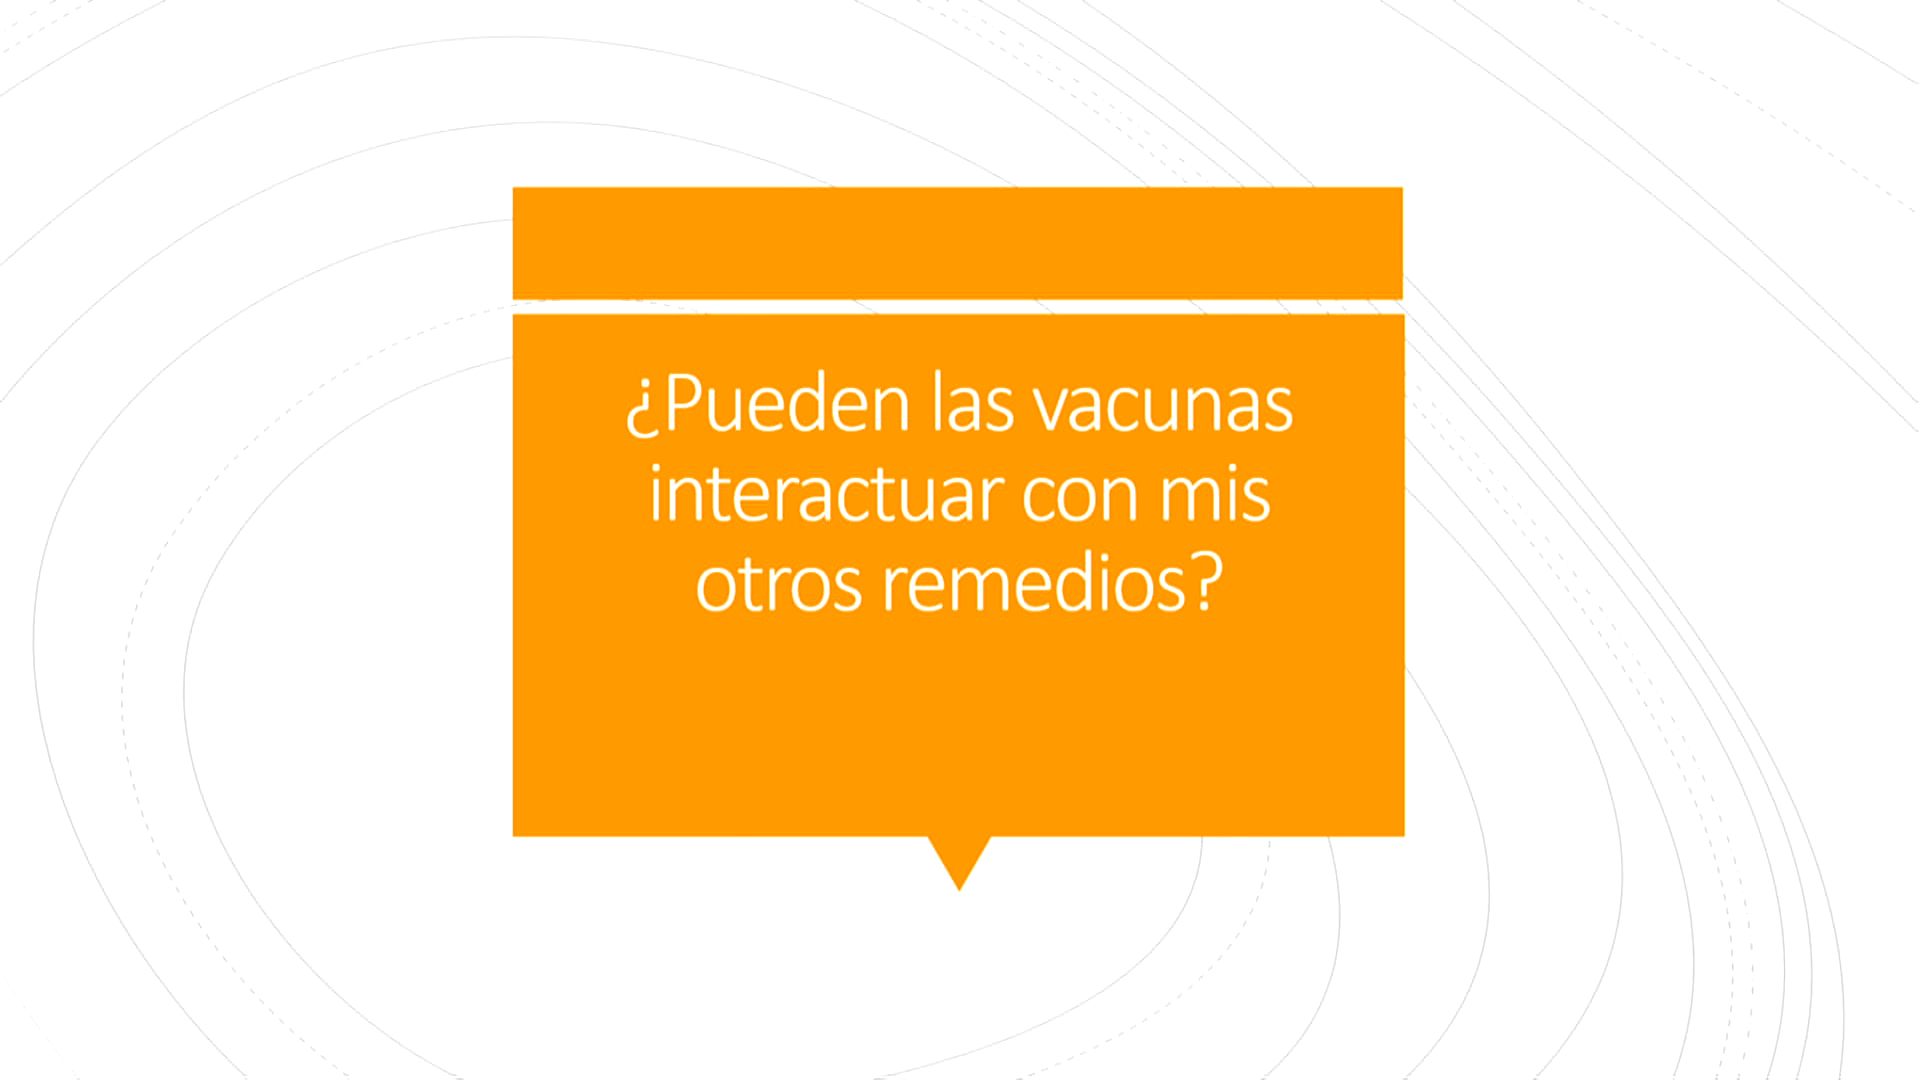 ¿Pueden las vacunas
interactuar con mis
otros remedios?